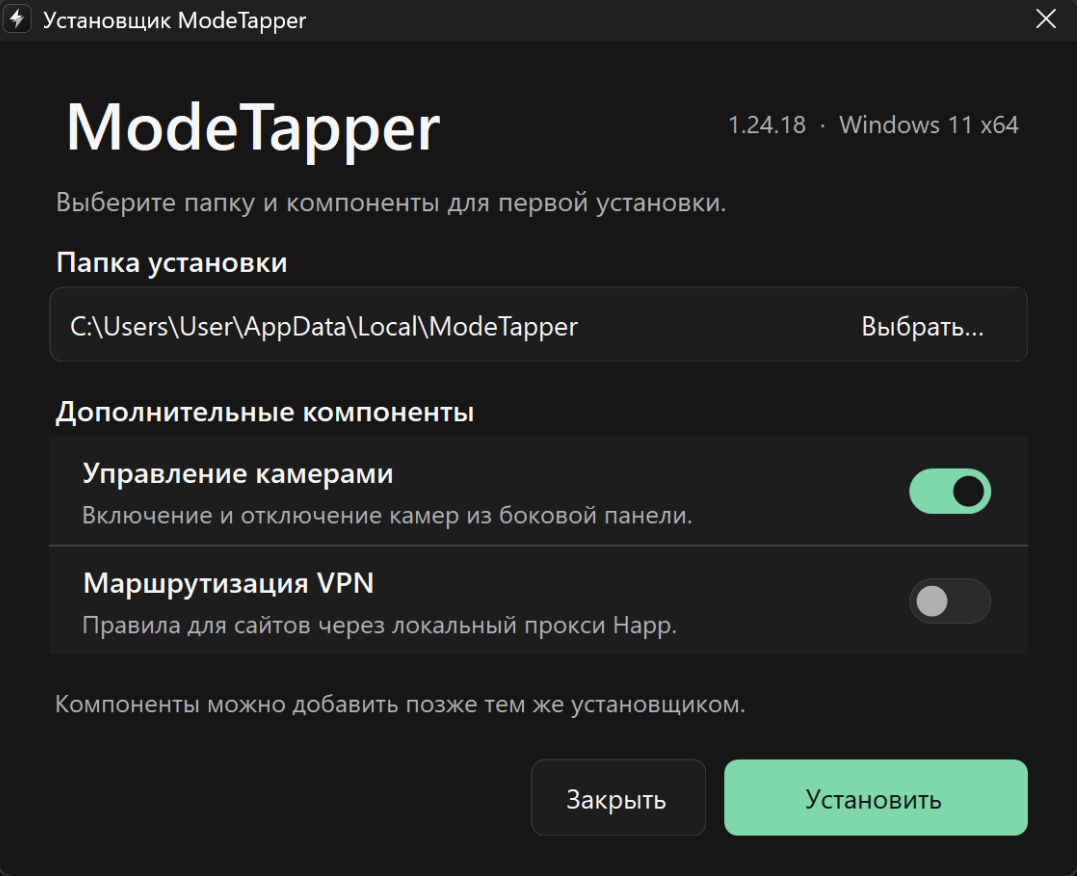 Установщик ModeTapper
ModeTapper
1.24.18 · Windows 11 x64
Выберите папку и компоненты для первой установки.
Папка установки
C:\Users\User\AppData\Local\ModeTapper
Выбрать...
Дополнительные компоненты
Управление камерами
Включение и отключение камер из боковой панели.
Маршрутизация VPN
Правила для сайтов через локальный прокси Happ.
Компоненты можно добавить позже тем же установщиком.
Закрыть
Установить